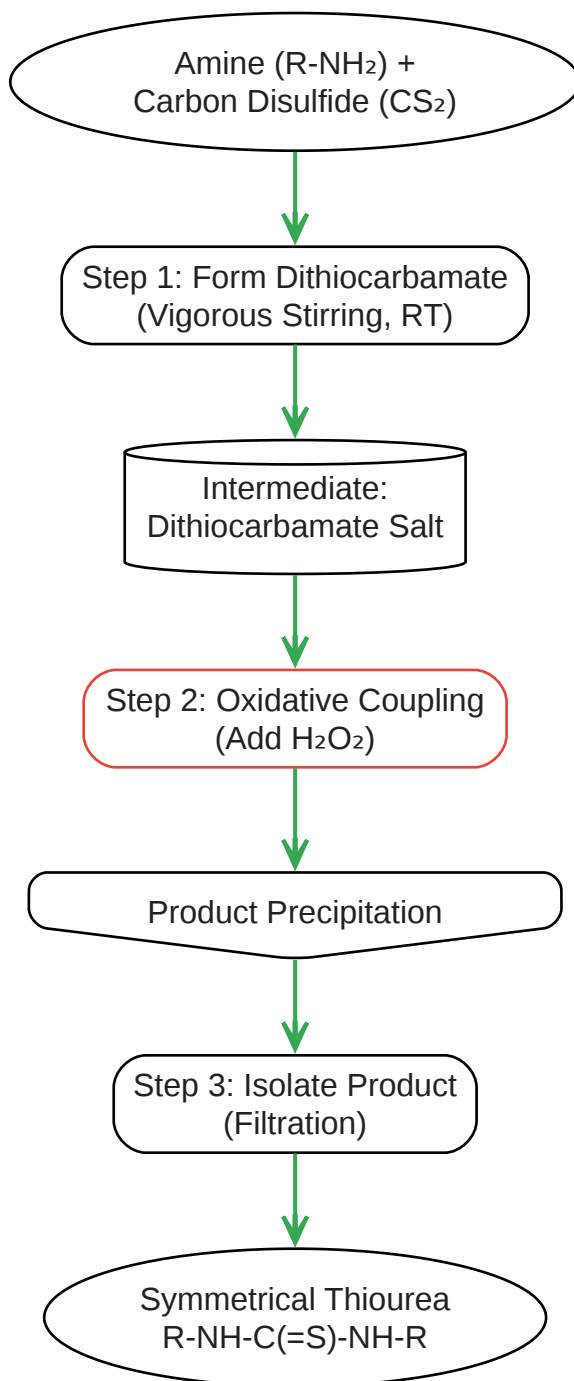 Amine (R-NH₂) +
Carbon Disulfide (CS₂)
Step 1: Form Dithiocarbamate
(Vigorous Stirring, RT)
Intermediate:
Dithiocarbamate Salt
Step 2: Oxidative Coupling
(Add H₂O₂)
Product Precipitation
Step 3: Isolate Product
(Filtration)
Symmetrical Thiourea
R-NH-C(=S)-NH-R